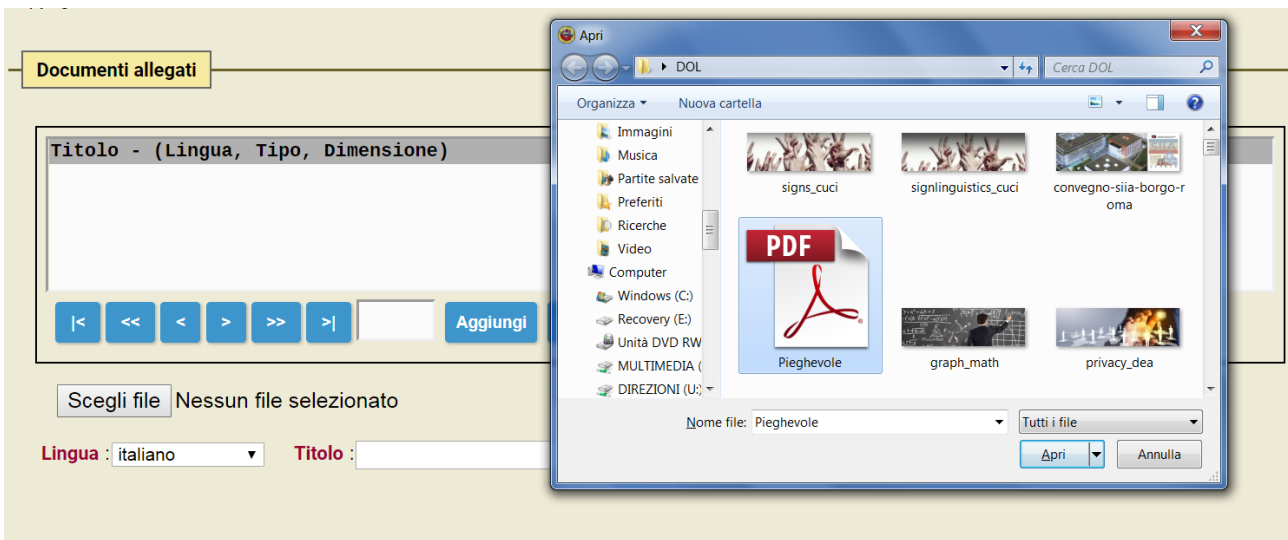 Documenti allegati
Titolo - (Lingua, Tipo, Dimensione)
|< << < > >> >| Aggiungi
Scegli file Nessun file selezionato
Lingua : italiano Titolo :
Apri
DOL
Cerca DOL
Organizza Nuova cartella
Immagini
Musica
Partite salvate
Preferiti
Ricerche
Video
Computer
Windows (C:)
Recovery (E:)
Unità DVD RW
MULTIMEDIA (
DIREZIONI (U:)
signs_cuci
signlinguistics_cuci
convegno-siia-borgo-r
oma
PDF
Pieghevole
graph_math
privacy_dea
Nome file: Pieghevole
Tutti i file
Apri
Annulla